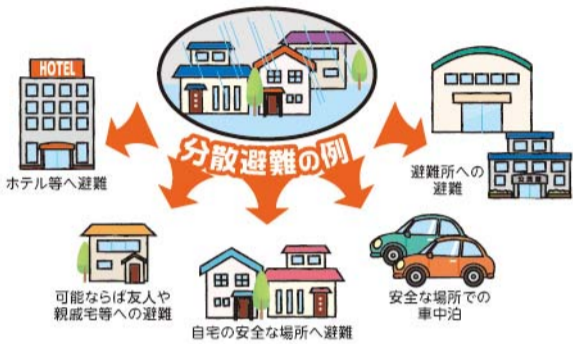 HOTEL
分散避難の例
ホテル等へ避難
避難所への
避難
可能ならば友人や
親戚宅等への避難
自宅の安全な場所へ避難
安全な場所での
車中泊